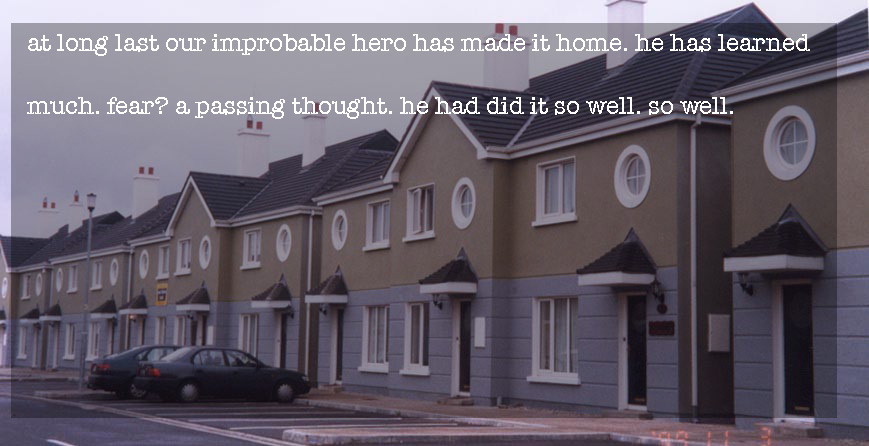 at long last our improbable hero has made it home. he has learned
much. fear? a passing thought. he had did it so well. so well.